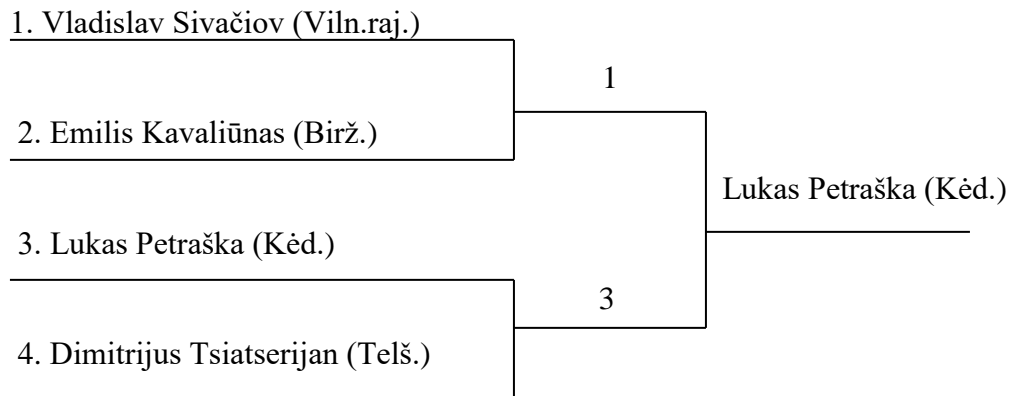 1. Vladislav Sivačiov (Viln.raj.)
1
2. Emilis Kavaliūnas (Birž.)
Lukas Petraška (Kėd.)
3. Lukas Petraška (Kėd.)
3
4. Dimitrijus Tsiatserijan (Telš.)